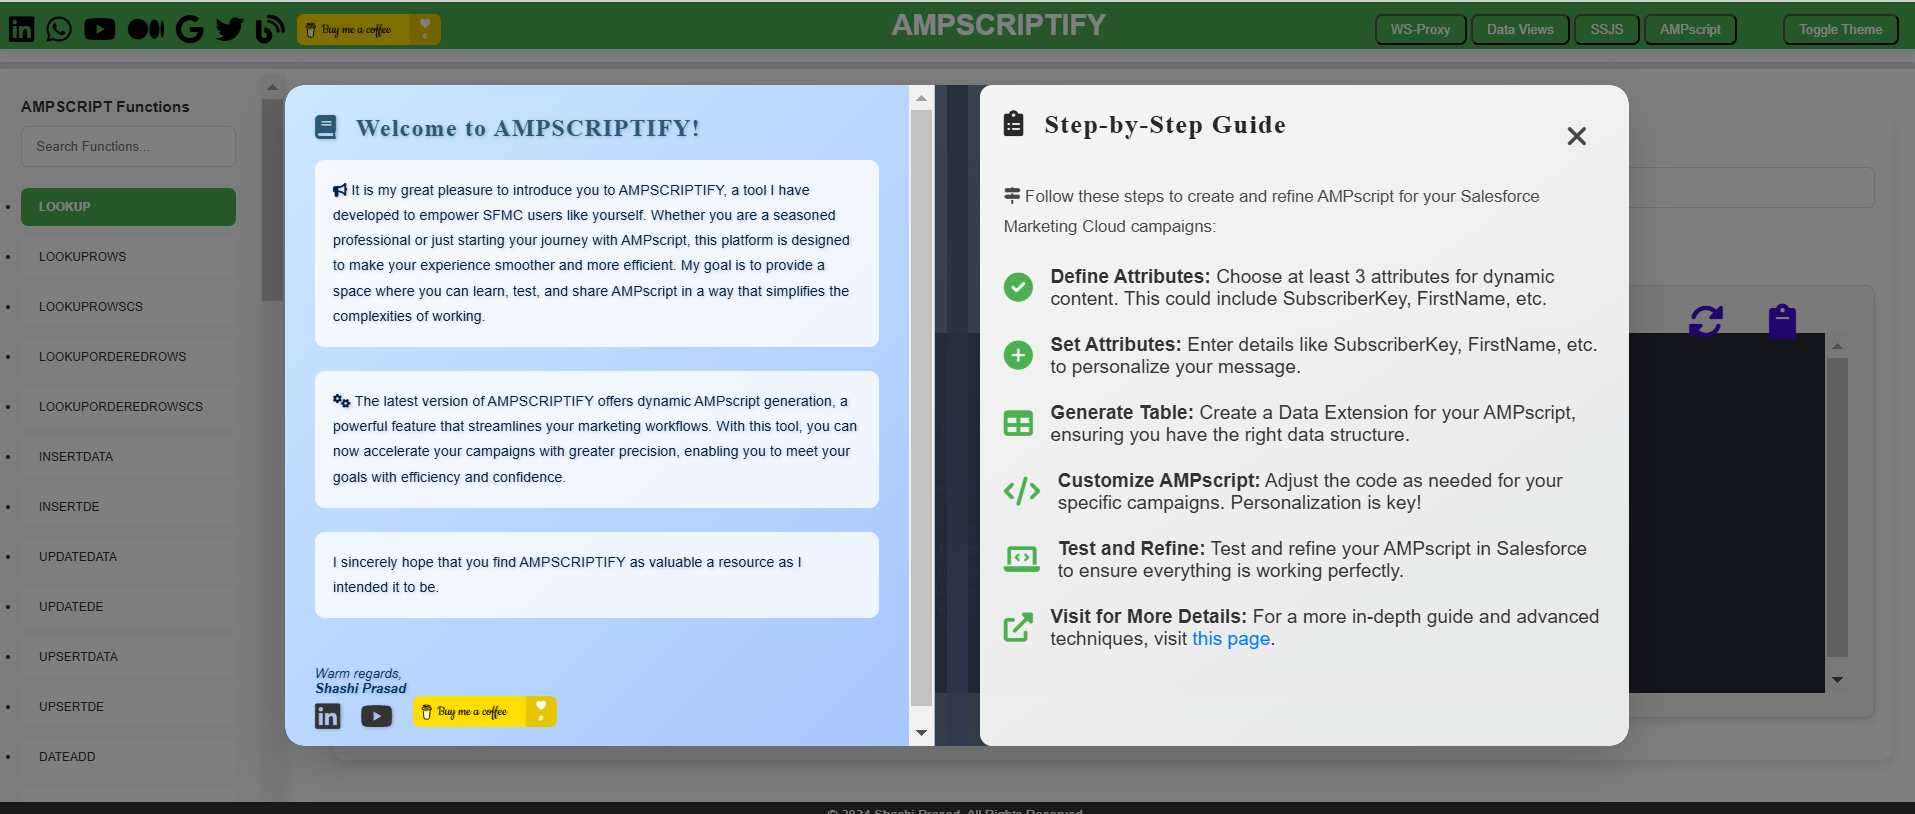 AMPSCRIPTIFY
Buy me a coffee
WS-Proxy
Data Views
SSJS
AMPscript
Toggle Theme
AMPSCRIPT Functions
Search Functions...
LOOKUP
LOOKUPROWS
LOOKUPROWSCS
LOOKUPORDEREDROWS
LOOKUPORDEREDROWSCS
INSERTDATA
INSERTDE
UPDATEDATA
UPDATEDE
UPSERTDATA
UPSERTDE
DATEADD
Welcome to AMPSCRIPTIFY!
It is my great pleasure to introduce you to AMPSCRIPTIFY, a tool I have
developed to empower SFMC users like yourself. Whether you are a seasoned
professional or just starting your journey with AMPscript, this platform is designed
to make your experience smoother and more efficient. My goal is to provide a
space where you can learn, test, and share AMPscript in a way that simplifies the
complexities of working.
The latest version of AMPSCRIPTIFY offers dynamic AMPscript generation, a
powerful feature that streamlines your marketing workflows. With this tool, you can
now accelerate your campaigns with greater precision, enabling you to meet your
goals with efficiency and confidence.
I sincerely hope that you find AMPSCRIPTIFY as valuable a resource as I
intended it to be.
Warm regards,
Shashi Prasad
Buy me a coffee
Step-by-Step Guide
Follow these steps to create and refine AMPscript for your Salesforce
Marketing Cloud campaigns:
Define Attributes: Choose at least 3 attributes for dynamic
content. This could include SubscriberKey, FirstName, etc.
Set Attributes: Enter details like SubscriberKey, FirstName, etc.
to personalize your message.
Generate Table: Create a Data Extension for your AMPscript,
ensuring you have the right data structure.
Customize AMPscript: Adjust the code as needed for your
specific campaigns. Personalization is key!
Test and Refine: Test and refine your AMPscript in Salesforce
to ensure everything is working perfectly.
Visit for More Details: For a more in-depth guide and advanced
techniques, visit this page.
© 2024 Shashi Prasad. All Rights Reserved